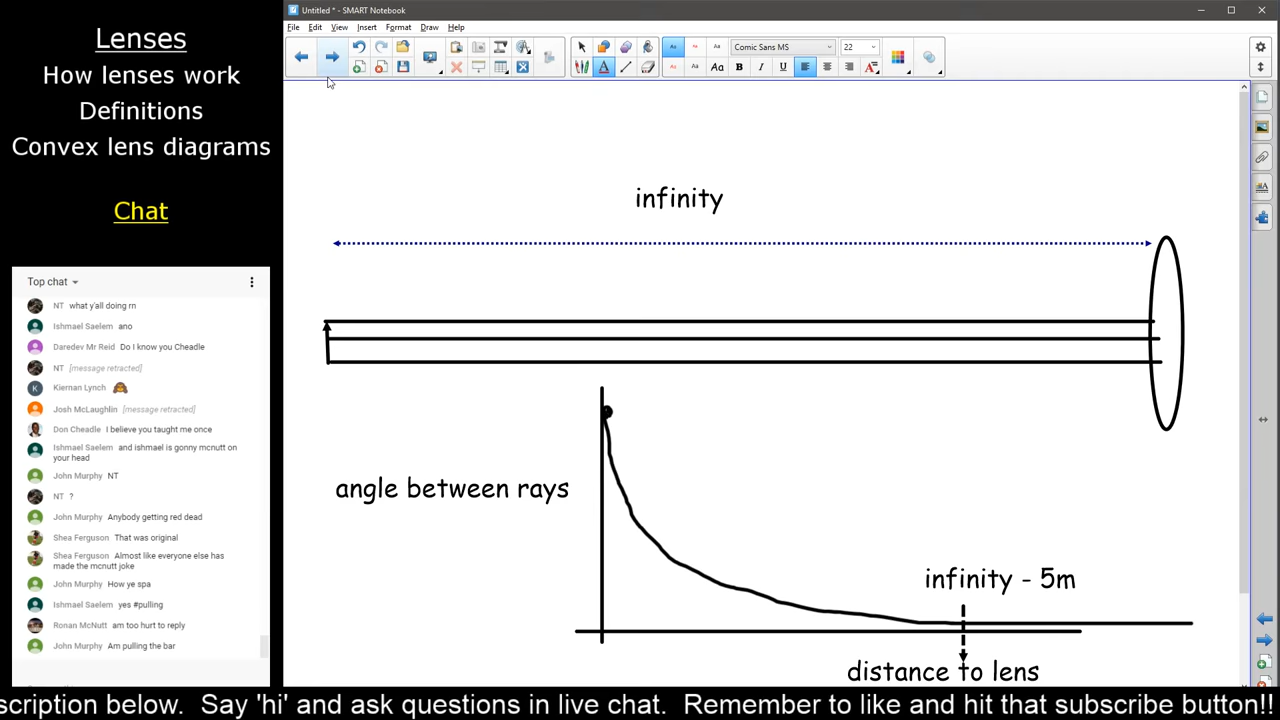 Lenses
How lenses work
Definitions
Convex lens diagrams
Chat
Top chat
NT what y'all doing rn
Ishmael Saelem ano
Daredev Mr Reid Do I know you Cheadle
NT [message retracted]
Kiernan Lynch
Josh McLaughlin [message retracted]
Don Cheadle I believe you taught me once
Ishmael Saelem and ishmael is gonny mcnutt on
your head
John Murphy NT
NT ?
John Murphy Anybody getting red dead
Shea Ferguson That was original
Shea Ferguson Almost like everyone else has
made the mcnutt joke
John Murphy How ye spa
Ishmael Saelem yes #pulling
Ronan McNutt am too hurt to reply
John Murphy Am pulling the bar
Untitled * - SMART Notebook
File Edit View Insert Format Draw Help
Comic Sans MS 22
infinity
angle between rays
infinity - 5m
distance to lens
scription below. Say 'hi' and ask questions in live chat. Remember to like and hit that subscribe button!!